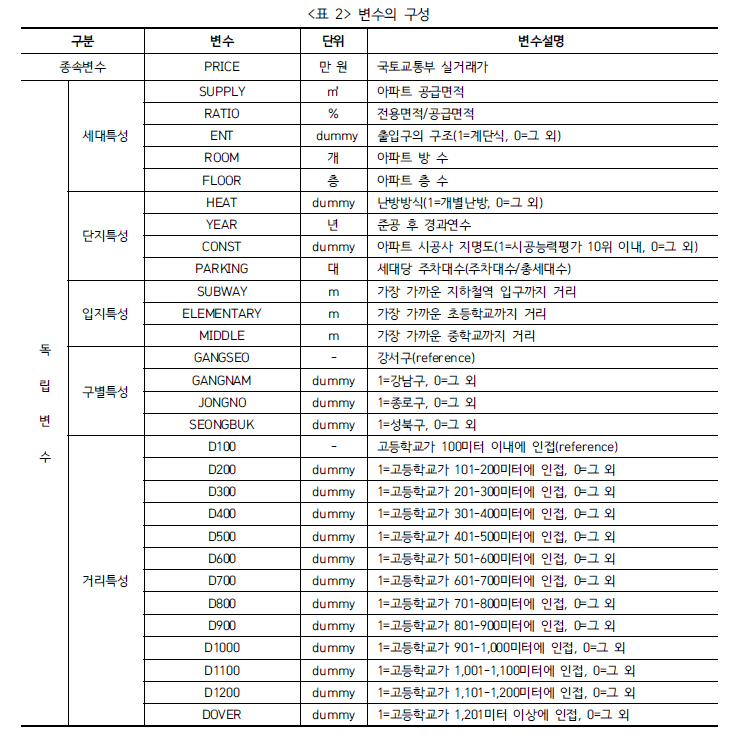 <표 2> 변수의 구성
구분 변수 단위 변수설명
종속변수 PRICE 만 원 국토교통부 실거래가
독립변수
세대특성
SUPPLY ㎡ 아파트 공급면적
RATIO % 전용면적/공급면적
ENT dummy 출입구의 구조(1=계단식, 0=그 외)
ROOM 개 아파트 방 수
FLOOR 층 아파트 층 수
단지특성
HEAT dummy 난방방식(1=개별난방, 0=그 외)
YEAR 년 준공 후 경과연수
CONST dummy 아파트 시공사 지명도(1=시공능력평가 10위 이내, 0=그 외)
PARKING 대 세대당 주차대수(주차대수/총세대수)
입지특성
SUBWAY m 가장 가까운 지하철역 입구까지 거리
ELEMENTARY m 가장 가까운 초등학교까지 거리
MIDDLE m 가장 가까운 중학교까지 거리
구별특성
GANGSEO - 강서구(reference)
GANGNAM dummy 1=강남구, 0=그 외
JONGNO dummy 1=종로구, 0=그 외
SEONGBUK dummy 1=성북구, 0=그 외
거리특성
D100 - 고등학교가 100미터 이내에 인접(reference)
D200 dummy 1=고등학교가 101-200미터에 인접, 0=그 외
D300 dummy 1=고등학교가 201-300미터에 인접, 0=그 외
D400 dummy 1=고등학교가 301-400미터에 인접, 0=그 외
D500 dummy 1=고등학교가 401-500미터에 인접, 0=그 외
D600 dummy 1=고등학교가 501-600미터에 인접, 0=그 외
D700 dummy 1=고등학교가 601-700미터에 인접, 0=그 외
D800 dummy 1=고등학교가 701-800미터에 인접, 0=그 외
D900 dummy 1=고등학교가 801-900미터에 인접, 0=그 외
D1000 dummy 1=고등학교가 901-1,000미터에 인접, 0=그 외
D1100 dummy 1=고등학교가 1,001-1,100미터에 인접, 0=그 외
D1200 dummy 1=고등학교가 1,101-1,200미터에 인접, 0=그 외
DOVER dummy 1=고등학교가 1,201미터 이상에 인접, 0=그 외